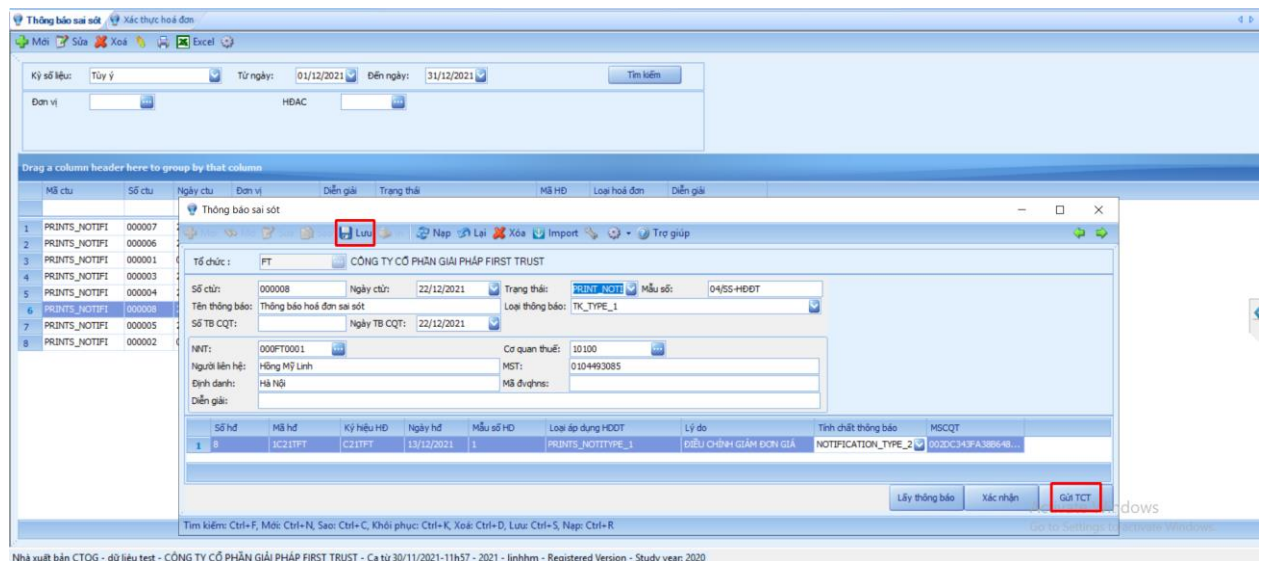 Thông báo sai sót Xác thực hoá đơn
Mới Sửa Xoá Excel
Kỳ số liệu: Tùy ý Từ ngày: 01/12/2021 Đến ngày: 31/12/2021 Tìm kiếm
Đơn vị HĐAC
Drag a column header here to group by that column
Mã ctu Số ctu Ngày ctu Đơn vị Diễn giải Trạng thái Mã HĐ Loại hoá đơn Diễn giải
1 PRINTS_NOTIFI 000007
2 PRINTS_NOTIFI 000006
3 PRINTS_NOTIFI 000001
4 PRINTS_NOTIFI 000003
5 PRINTS_NOTIFI 000004
6 PRINTS_NOTIFI 000008
7 PRINTS_NOTIFI 000005
8 PRINTS_NOTIFI 000002
Thông báo sai sót
Lưu Nạp Lại Xóa Import Trợ giúp
Tổ chức : FT CÔNG TY CỔ PHẦN GIẢI PHÁP FIRST TRUST
Số ctừ: 000008 Ngày ctừ: 22/12/2021 Trạng thái: PRINT_NOTI Mẫu số: 04/SS-HĐĐT
Tên thông báo: Thông báo hoá đơn sai sót Loại thông báo: TK_TYPE_1
Số TB CQT: Ngày TB CQT: 22/12/2021
NNT: 000FT0001 Cơ quan thuế: 10100
Người liên hệ: Hồng Mỹ Linh MST: 0104493085
Định danh: Hà Nội Mã đvqhns:
Diễn giải:
Số hđ Mã hđ Ký hiệu HĐ Ngày hđ Mẫu số HD Loại áp dụng HDDT Lý do Tính chất thông báo MSCQT
1 8 1C21TFT C21TFT 13/12/2021 1 PRINTS_NOTITYPE_1 ĐIỀU CHỈNH GIẢM ĐƠN GIÁ NOTIFICATION_TYPE_2 002DC343FA38B648...
Lấy thông báo Xác nhận Gửi TCT
Tìm kiếm: Ctrl+F, Mới: Ctrl+N, Sao: Ctrl+C, Khôi phục: Ctrl+K, Xoá: Ctrl+D, Lưu: Ctrl+S, Nạp: Ctrl+R
Go to Settings to activate Windows.
Nhà xuất bản CTQG - dữ liệu test - CÔNG TY CỔ PHẦN GIẢI PHÁP FIRST TRUST - Ca từ 30/11/2021-11h57 - 2021 - linhhm - Registered Version - Study year: 2020